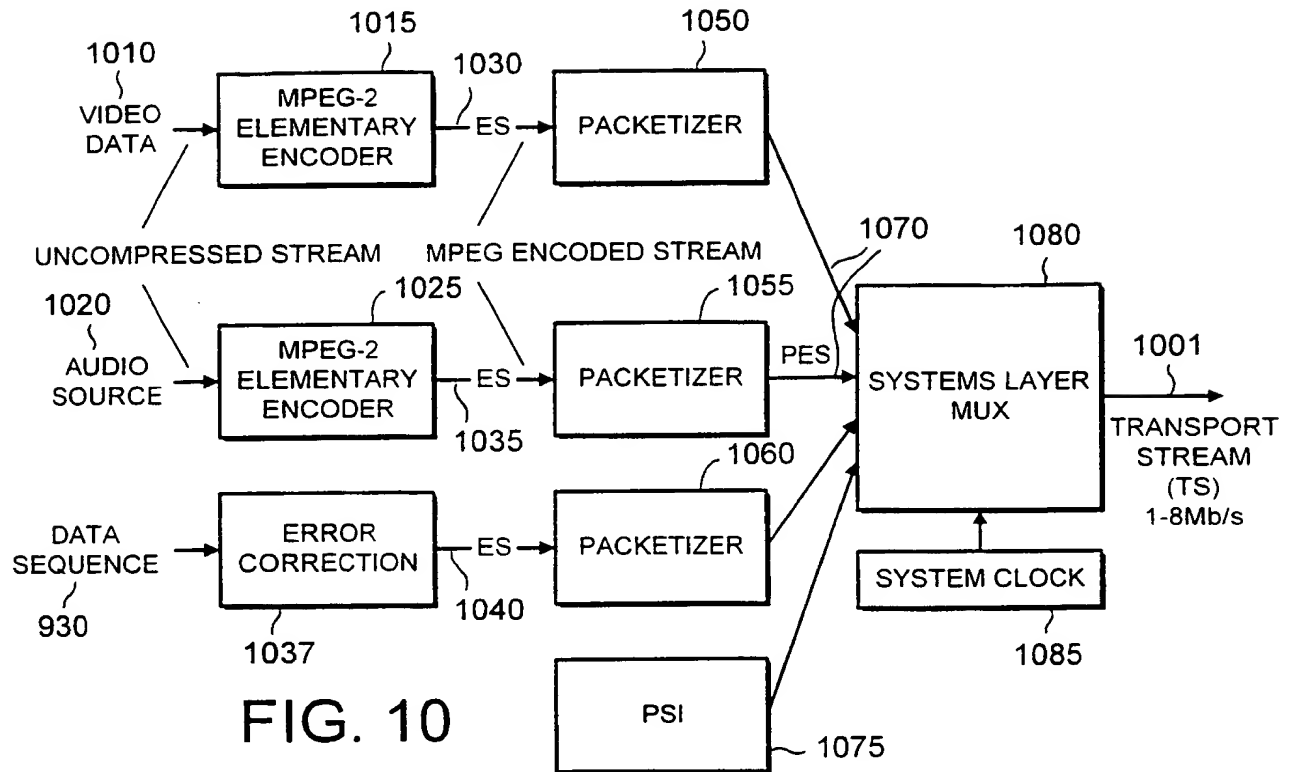 1010
VIDEO
DATA
1015
MPEG-2
ELEMENTARY
ENCODER
1030
ES
1050
PACKETIZER
UNCOMPRESSED STREAM
MPEG ENCODED STREAM
1070
1080
1020
AUDIO
SOURCE
1025
MPEG-2
ELEMENTARY
ENCODER
ES
1035
1055
PACKETIZER
PES
SYSTEMS LAYER
MUX
1001
TRANSPORT
STREAM
(TS)
1-8Mb/s
DATA
SEQUENCE
930
ERROR
CORRECTION
1037
ES
1040
1060
PACKETIZER
SYSTEM CLOCK
1085
PSI
1075
FIG. 10